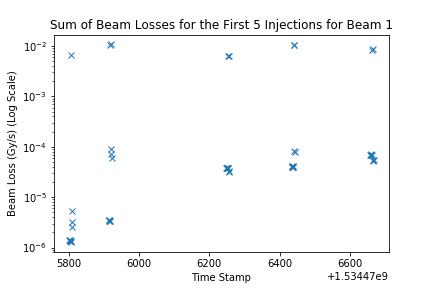 Sum of Beam Losses for the First 5 Injections for Beam 1
Beam Loss (Gy/s) (Log Scale)
10⁻²
10⁻³
10⁻⁴
10⁻⁵
10⁻⁶
5800 6000 6200 6400 6600
Time Stamp
+1.53447e9